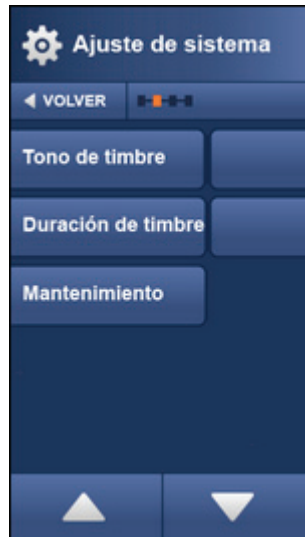 Ajuste de sistema
VOLVER
Tono de timbre
Duración de timbre
Mantenimiento